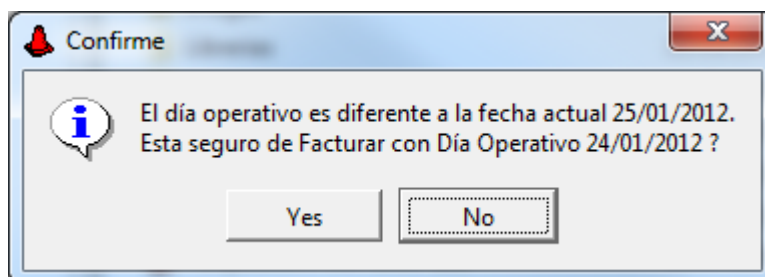 Confirme
El día operativo es diferente a la fecha actual 25/01/2012.
Esta seguro de Facturar con Día Operativo 24/01/2012 ?
Yes
No